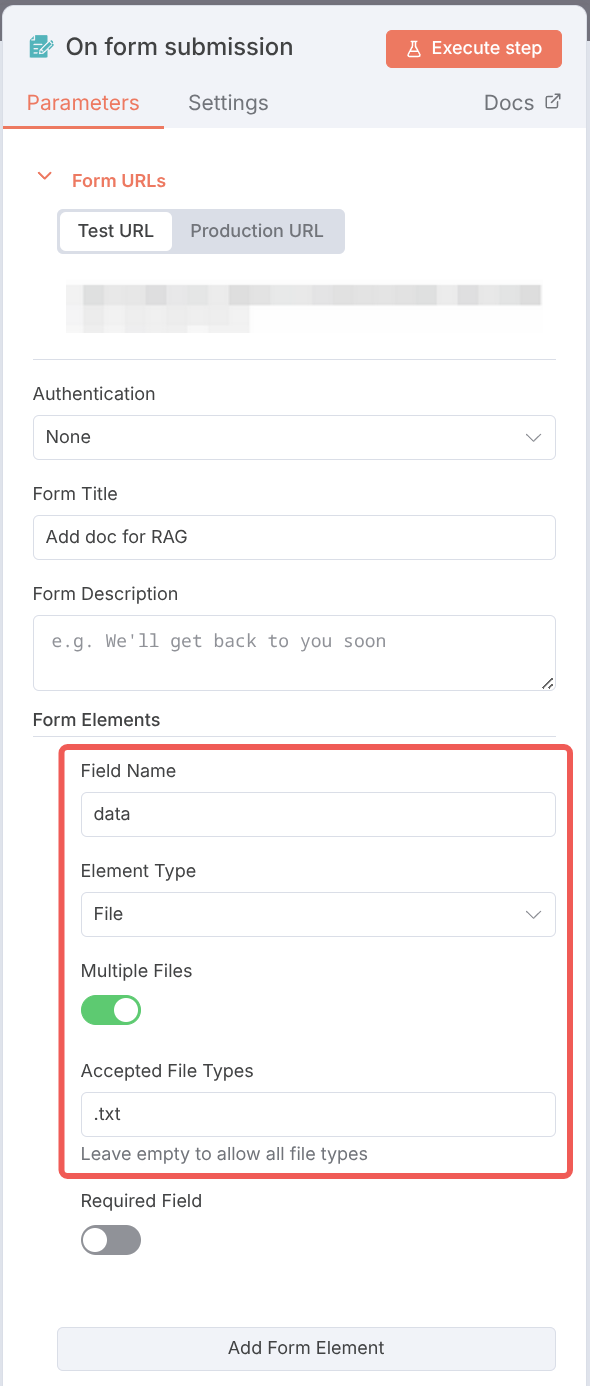 On form submission
Execute step
Parameters
Settings
Docs
Form URLs
Test URL
Production URL
Authentication
None
Form Title
Add doc for RAG
Form Description
e.g. We'll get back to you soon
Form Elements
Field Name
data
Element Type
File
Multiple Files
Accepted File Types
.txt
Leave empty to allow all file types
Required Field
Add Form Element